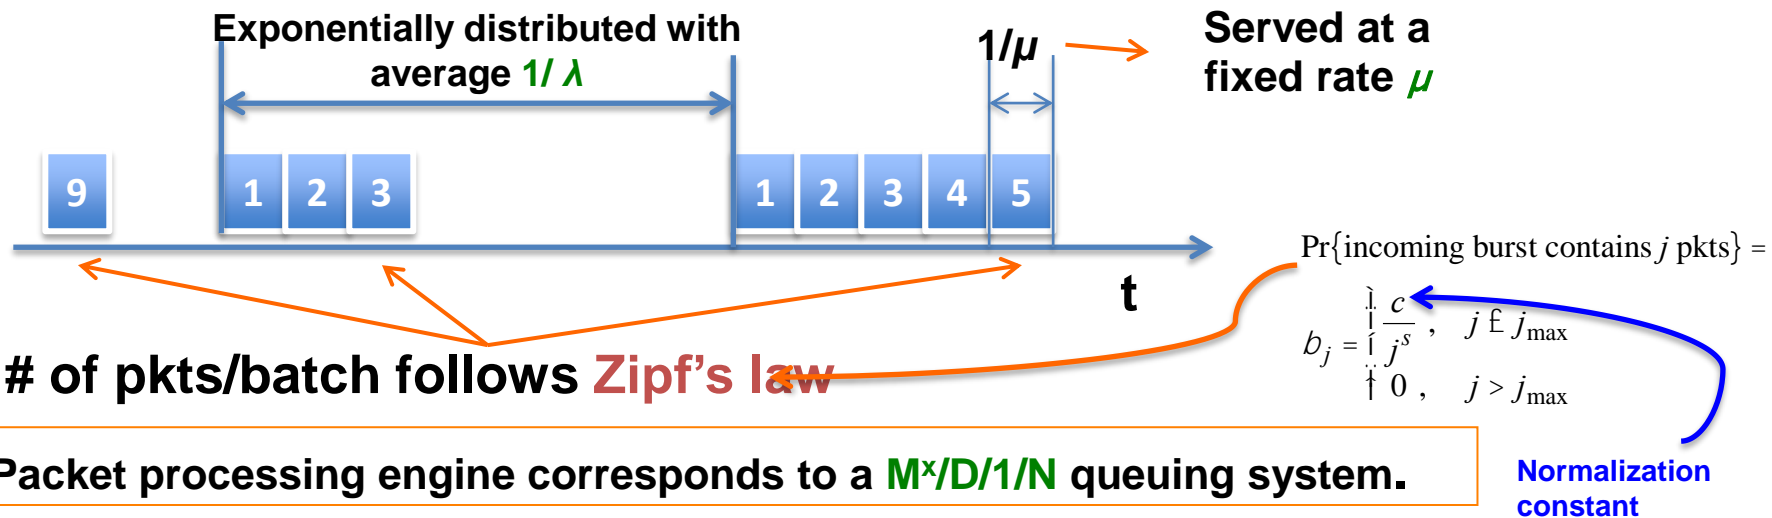 Exponentially distributed with
average 1/ λ
1/μ
Served at a
fixed rate μ
9 1 2 3 1 2 3 4 5
t
Pr{incoming burst contains j pkts} =
b_j = { c / j^s , j £ j_max
0 , j > j_max
# of pkts/batch follows Zipf's law
Packet processing engine corresponds to a Mˣ/D/1/N queuing system.
Normalization
constant